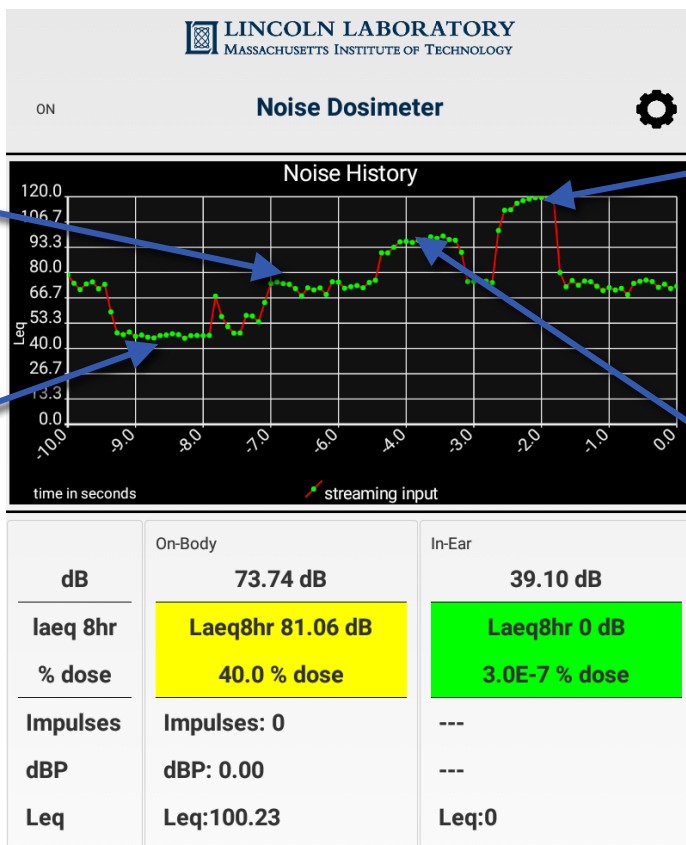 LINCOLN LABORATORY
MASSACHUSETTS INSTITUTE OF TECHNOLOGY
ON
Noise Dosimeter
Noise History
120.0
106.7
93.3
80.0
66.7
53.3
40.0
26.7
13.3
0.0
Leq
-10.0 -9.0 -8.0 -7.0 -6.0 -5.0 -4.0 -3.0 -2.0 -1.0 0.0
time in seconds streaming input
On-Body In-Ear
dB 73.74 dB 39.10 dB
laeq 8hr Laeq8hr 81.06 dB Laeq8hr 0 dB
% dose 40.0 % dose 3.0E-7 % dose
Impulses Impulses: 0 ---
dBP dBP: 0.00 ---
Leq Leq:100.23 Leq:0